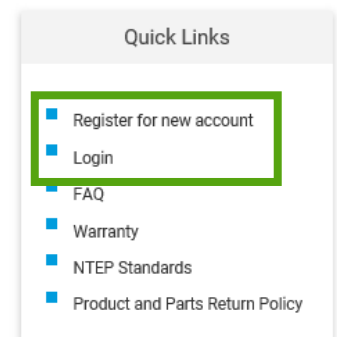 Quick Links
Register for new account
Login
FAQ
Warranty
NTEP Standards
Product and Parts Return Policy